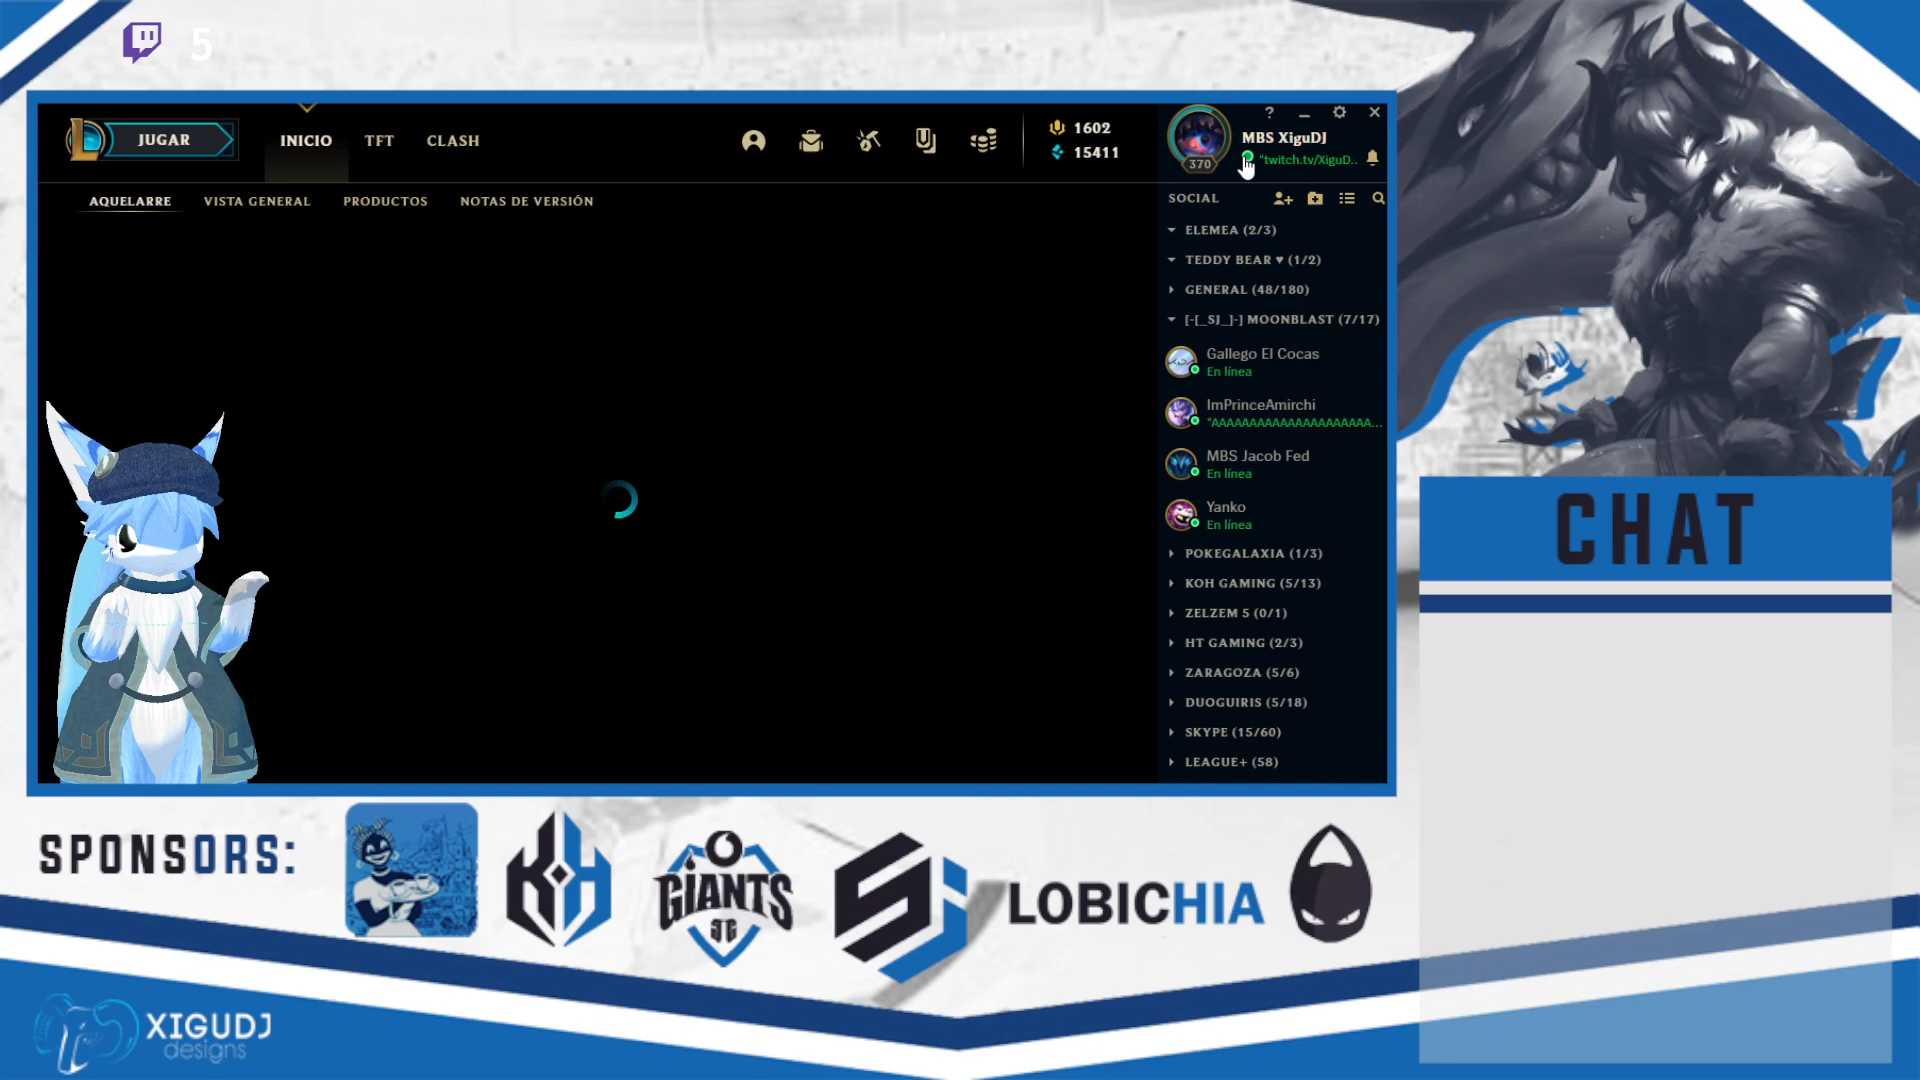 5
JUGAR
INICIO
TFT
CLASH
1602
15411
370
?
MBS XiguDJ
"twitch.tv/XiguD..
AQUELARRE
VISTA GENERAL
PRODUCTOS
NOTAS DE VERSIÓN
SOCIAL
ELEMEA (2/3)
TEDDY BEAR ♥ (1/2)
GENERAL (48/180)
[-[_SJ_]-] MOONBLAST (7/17)
Gallego El Cocas
En línea
ImPrinceAmirchi
"AAAAAAAAAAAAAAAAAAAAAA...
MBS Jacob Fed
En línea
Yanko
En línea
POKEGALAXIA (1/3)
KOH GAMING (5/13)
ZELZEM 5 (0/1)
HT GAMING (2/3)
ZARAGOZA (5/6)
DUOGUIRIS (5/18)
SKYPE (15/60)
LEAGUE+ (58)
CHAT
SPONSORS:
GIANTS
LOBICHIA
XIGUDJ
designs